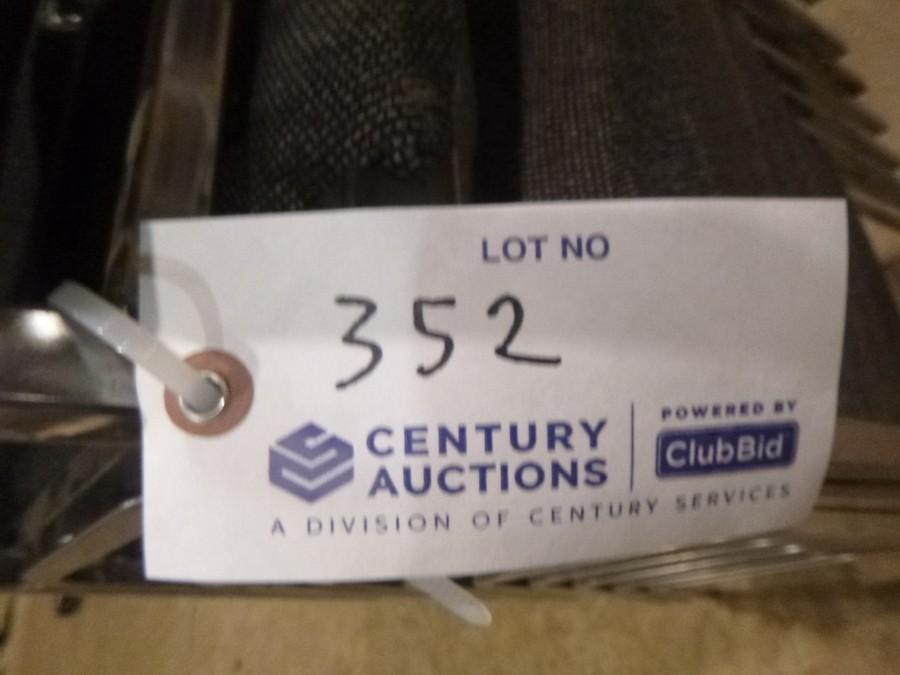 LOT NO
352
CENTURY
AUCTIONS
POWERED BY
ClubBid
A DIVISION OF CENTURY SERVICES